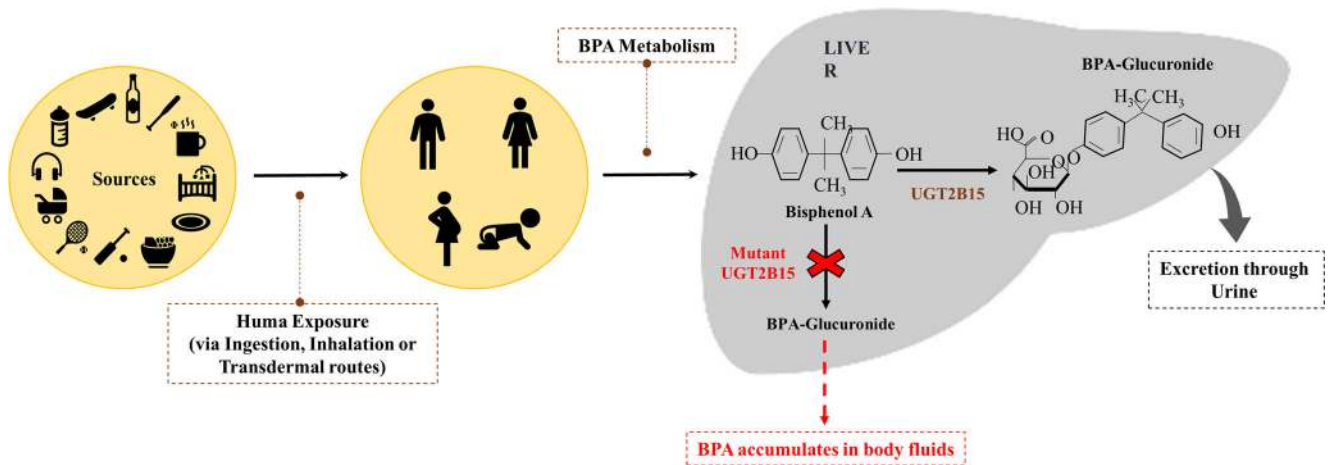 Sources
Huma Exposure
(via Ingestion, Inhalation or
Transdermal routes)
BPA Metabolism
LIVE
R
HO
CH₃
CH₃
OH
Bisphenol A
UGT2B15
Mutant
UGT2B15
BPA-Glucuronide
BPA accumulates in body fluids
BPA-Glucuronide
H₃C CH₃
HO O
OH
O
O
OH
OH OH
Excretion through
Urine